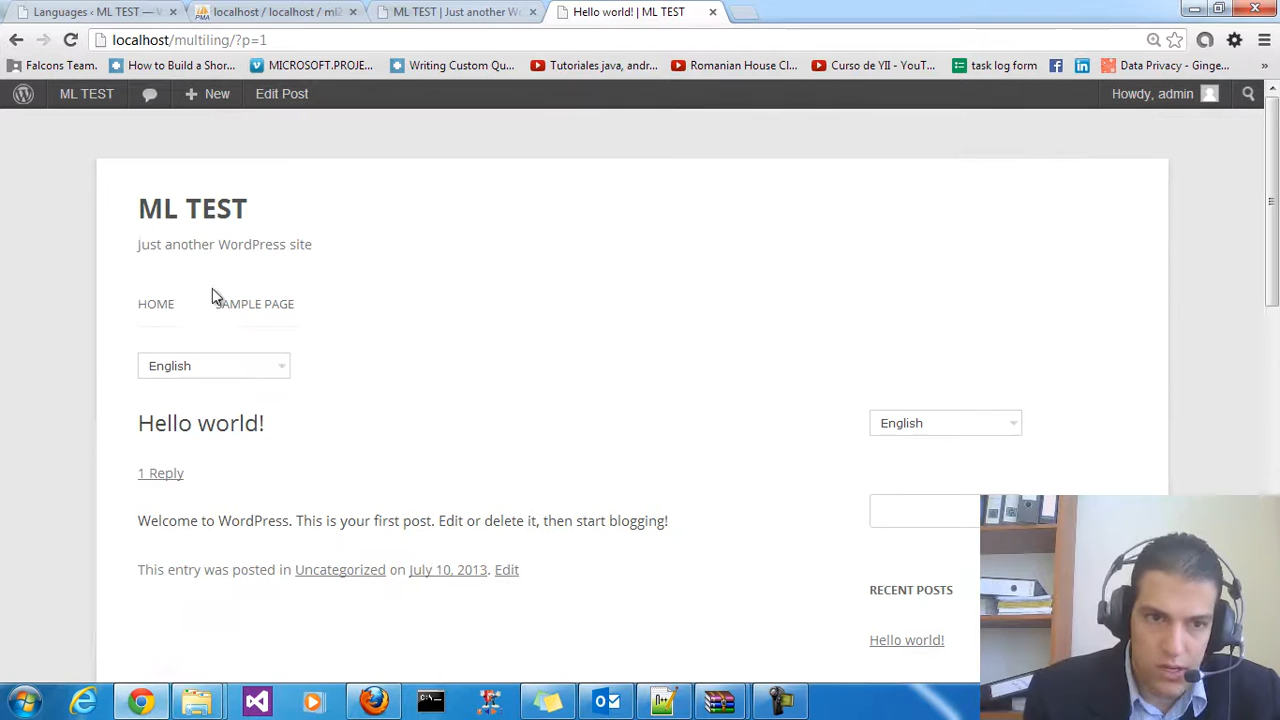 Languages ‹ ML TEST — W
localhost / localhost / ml2
ML TEST | Just another Wo
Hello world! | ML TEST
localhost/multiling/?p=1
Falcons Team.
How to Build a Shor...
MICROSOFT.PROJE...
Writing Custom Qu...
Tutoriales java, andr...
Romanian House Cl...
Curso de YII - YouT...
task log form
Data Privacy - Ginge...
»
ML TEST
New
Edit Post
Howdy, admin
ML TEST
Just another WordPress site
HOME
SAMPLE PAGE
English
Hello world!
English
1 Reply
Welcome to WordPress. This is your first post. Edit or delete it, then start blogging!
This entry was posted in Uncategorized on July 10, 2013. Edit
RECENT POSTS
Hello world!